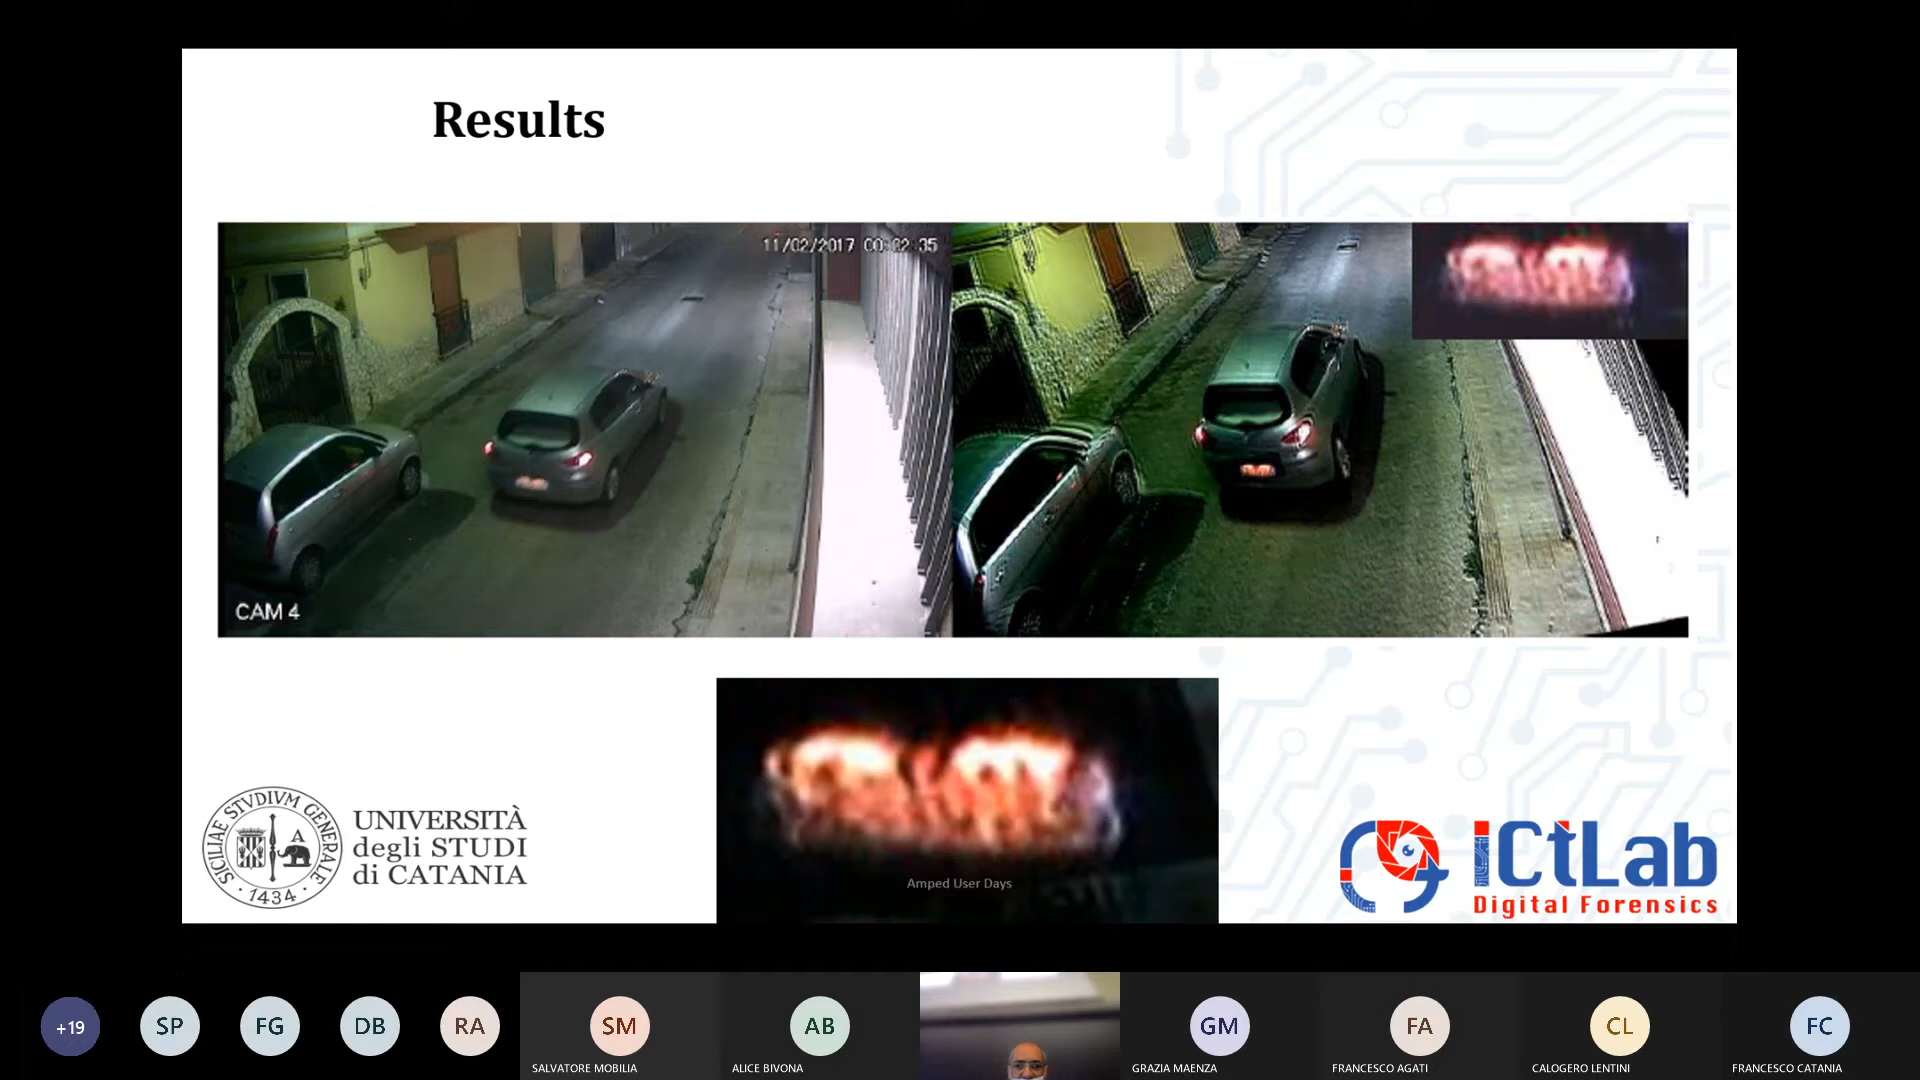 Results
11/02/2017 00:02:35
CAM 4
SICILIAE STVDIVM GENERALE
1434
A
UNIVERSITÀ
degli STUDI
di CATANIA
Amped User Days
iCtLab
Digital Forensics
+19
SP
FG
DB
RA
SM
AB
GM
FA
CL
FC
SALVATORE MOBILIA
ALICE BIVONA
GRAZIA MAENZA
FRANCESCO AGATI
CALOGERO LENTINI
FRANCESCO CATANIA